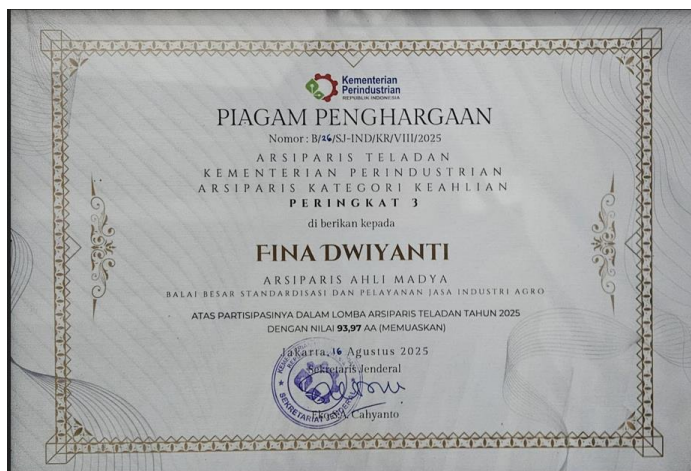 Kementerian
Perindustrian
REPUBLIK INDONESIA
PIAGAM PENGHARGAAN
Nomor : B/26/SJ-IND/KR/VIII/2025
ARSIPARIS TELADAN
KEMENTERIAN PERINDUSTRIAN
ARSIPARIS KATEGORI KEAHLIAN
PERINGKAT 3
di berikan kepada
FINA DWIYANTI
ARSIPARIS AHLI MADYA
BALAI BESAR STANDARDISASI DAN PELAYANAN JASA INDUSTRI AGRO
ATAS PARTISIPASINYA DALAM LOMBA ARSIPARIS TELADAN TAHUN 2025
DENGAN NILAI 93,97 AA (MEMUASKAN)
Jakarra, 16 Agustus 2025
Sekretaris Jenderal
SEKRETARIAT JENDERAL
Cahyanto